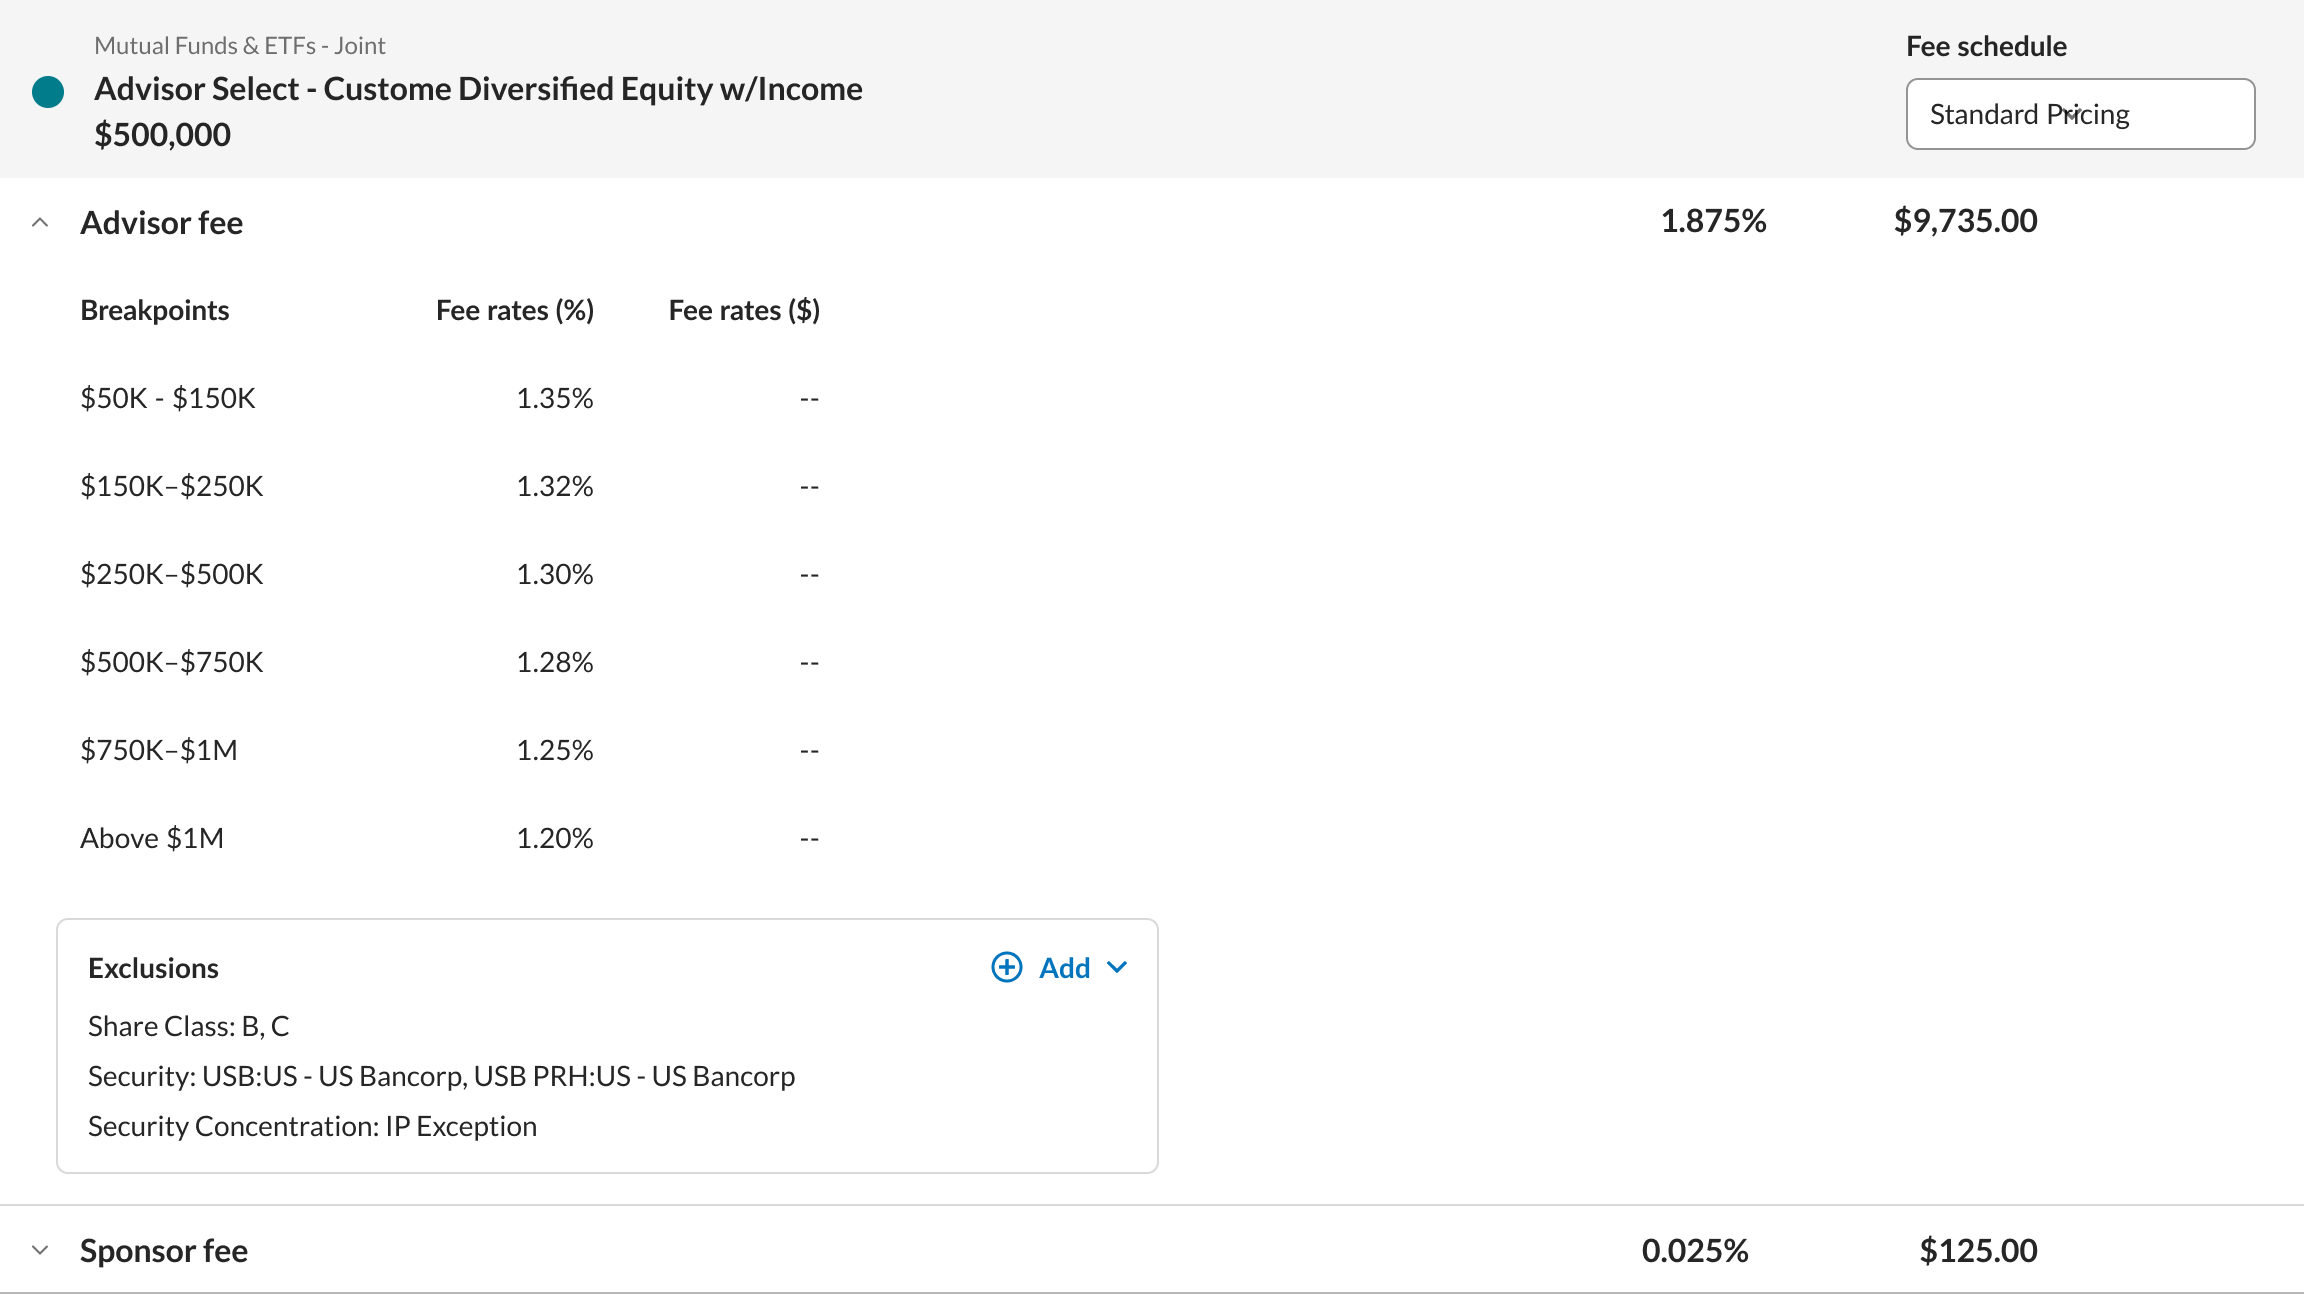 Mutual Funds & ETFs - Joint
Advisor Select - Custome Diversified Equity w/Income
$500,000
Fee schedule
Standard Pricing
Advisor fee 1.875% $9,735.00
Breakpoints Fee rates (%) Fee rates ($)
$50K - $150K 1.35% --
$150K–$250K 1.32% --
$250K–$500K 1.30% --
$500K–$750K 1.28% --
$750K–$1M 1.25% --
Above $1M 1.20% --
Exclusions Add
Share Class: B, C
Security: USB:US - US Bancorp, USB PRH:US - US Bancorp
Security Concentration: IP Exception
Sponsor fee 0.025% $125.00